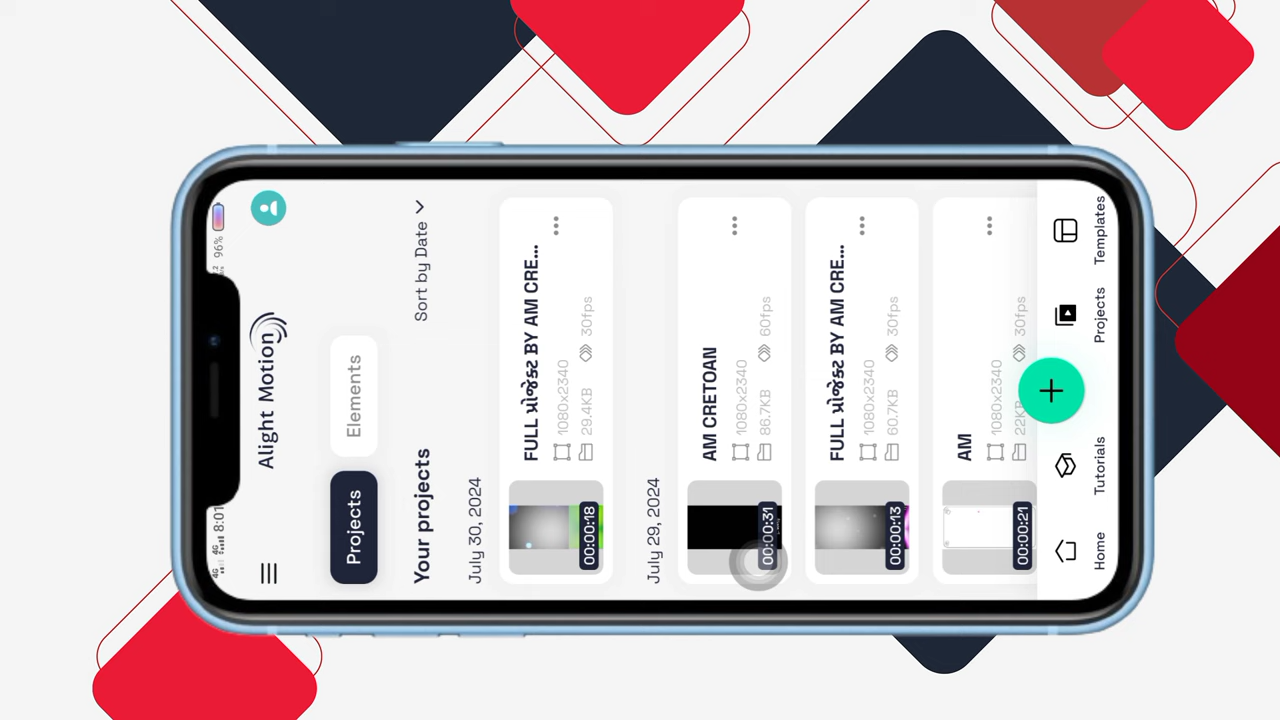 8:01
96%
Alight Motion
Projects
Elements
Your projects
Sort by Date
July 30, 2024
FULL પ્રોજેક્ટ BY AM CRE...
1080x2340
30fps
29.4KB
00:00:18
July 29, 2024
AM CRETOAN
1080x2340
60fps
86.7KB
00:00:31
FULL પ્રોજેક્ટ BY AM CRE...
1080x2340
30fps
60.7KB
00:00:13
AM
1080x2340
30fps
22KB
00:00:21
Home
Tutorials
Projects
Templates